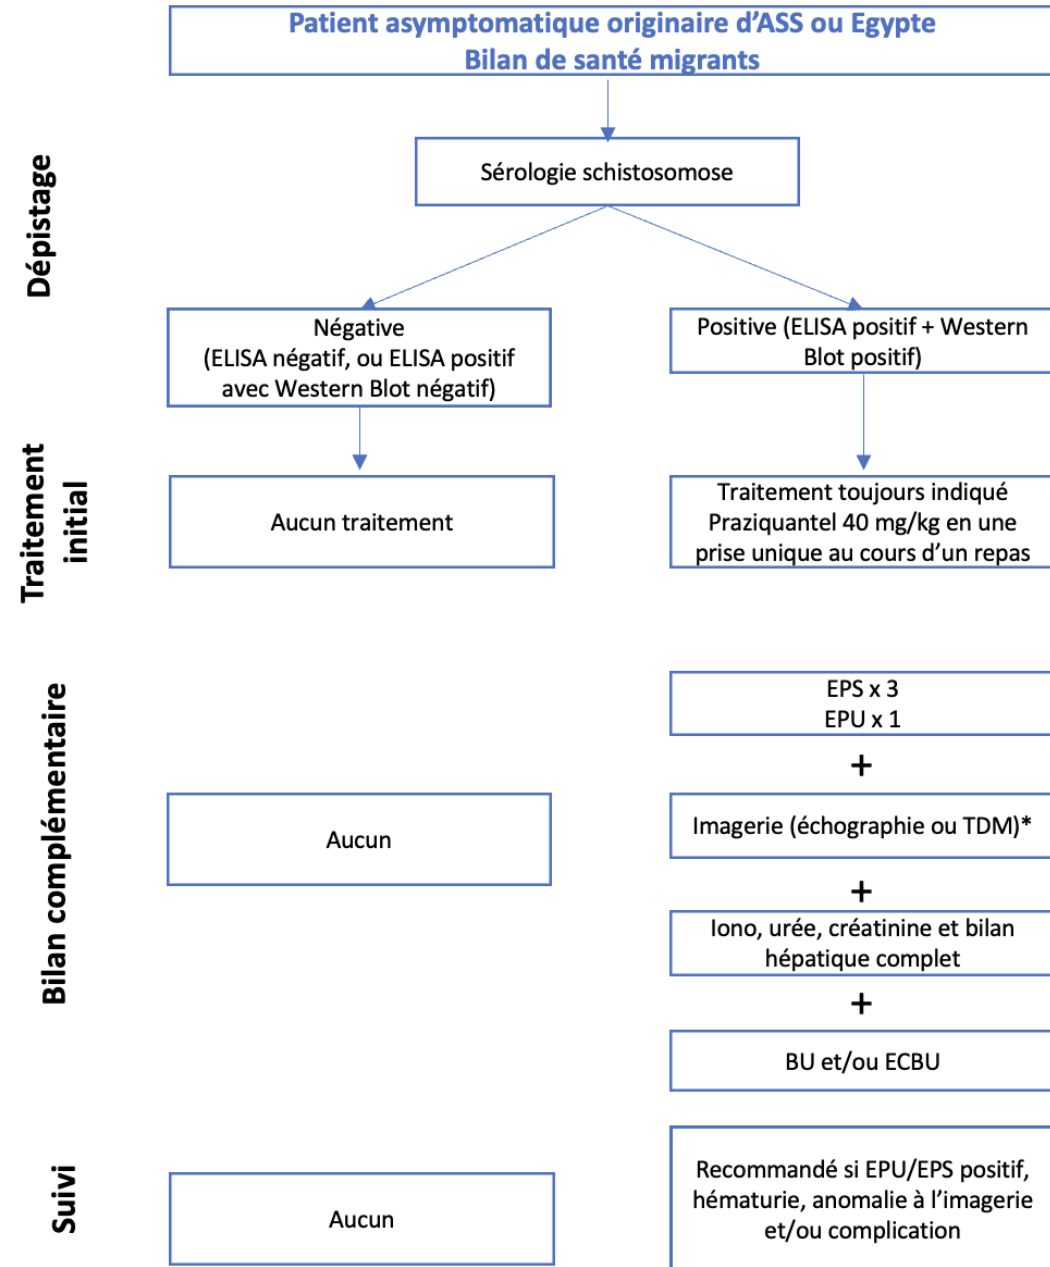 Patient asymptomatique originaire d’ASS ou Egypte
Bilan de santé migrants
Dépistage
Sérologie schistosomose
Négative
(ELISA négatif, ou ELISA positif
avec Western Blot négatif)
Positive (ELISA positif + Western
Blot positif)
Traitement
initial
Aucun traitement
Traitement toujours indiqué
Praziquantel 40 mg/kg en une
prise unique au cours d’un repas
Bilan complémentaire
Aucun
EPS x 3
EPU x 1
+
Imagerie (échographie ou TDM)*
+
Iono, urée, créatinine et bilan
hépatique complet
+
BU et/ou ECBU
Suivi
Aucun
Recommandé si EPU/EPS positif,
hématurie, anomalie à l’imagerie
et/ou complication